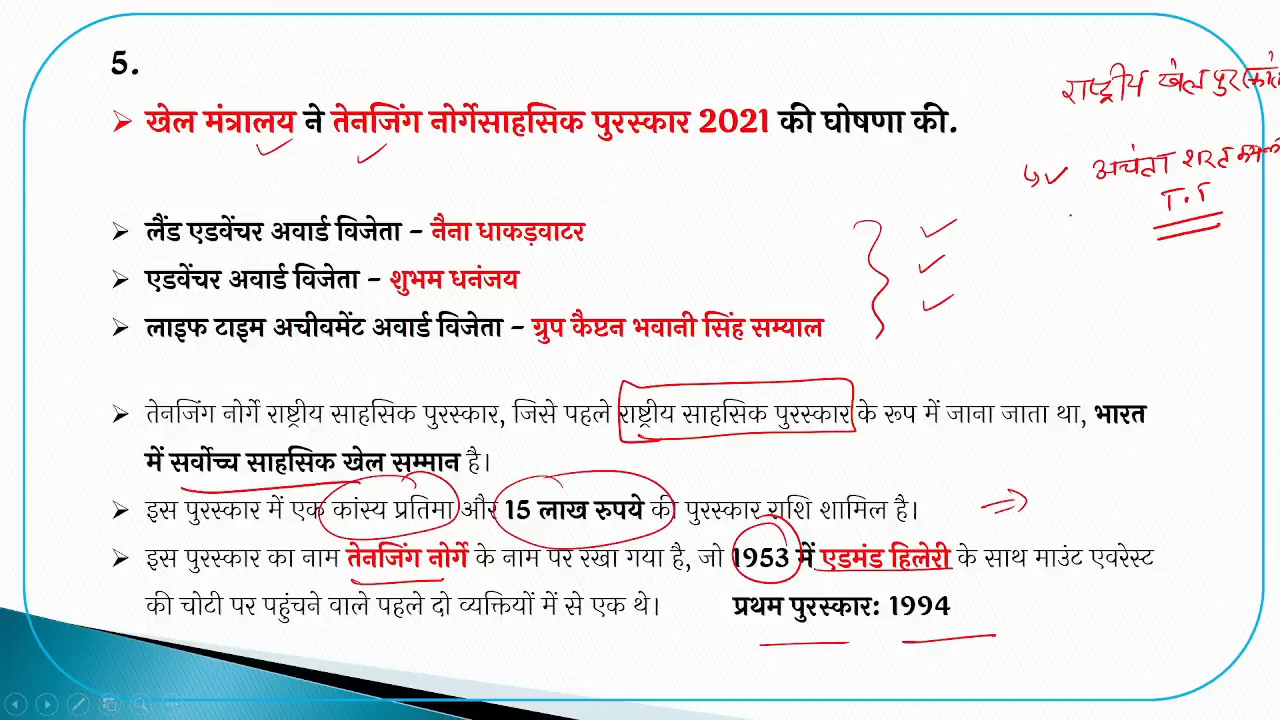 5.
राष्ट्रीय खेल पुरस्कार
➢ खेल मंत्रालय ने तेनजिंग नोर्गेसाहसिक पुरस्कार 2021 की घोषणा की.
अचंता शरत कमल
T.T
➢ लैंड एडवेंचर अवार्ड विजेता – नैना धाकड़वाटर
➢ एडवेंचर अवार्ड विजेता – शुभम धनंजय
➢ लाइफ टाइम अचीवमेंट अवार्ड विजेता – ग्रुप कैप्टन भवानी सिंह सम्याल
➢ तेनजिंग नोर्गे राष्ट्रीय साहसिक पुरस्कार, जिसे पहले राष्ट्रीय साहसिक पुरस्कार के रूप में जाना जाता था, भारत
में सर्वोच्च साहसिक खेल सम्मान है।
➢ इस पुरस्कार में एक कांस्य प्रतिमा और 15 लाख रुपये की पुरस्कार राशि शामिल है।
➢ इस पुरस्कार का नाम तेनजिंग नोर्गे के नाम पर रखा गया है, जो 1953 में एडमंड हिलेरी के साथ माउंट एवरेस्ट
की चोटी पर पहुंचने वाले पहले दो व्यक्तियों में से एक थे। प्रथम पुरस्कार: 1994